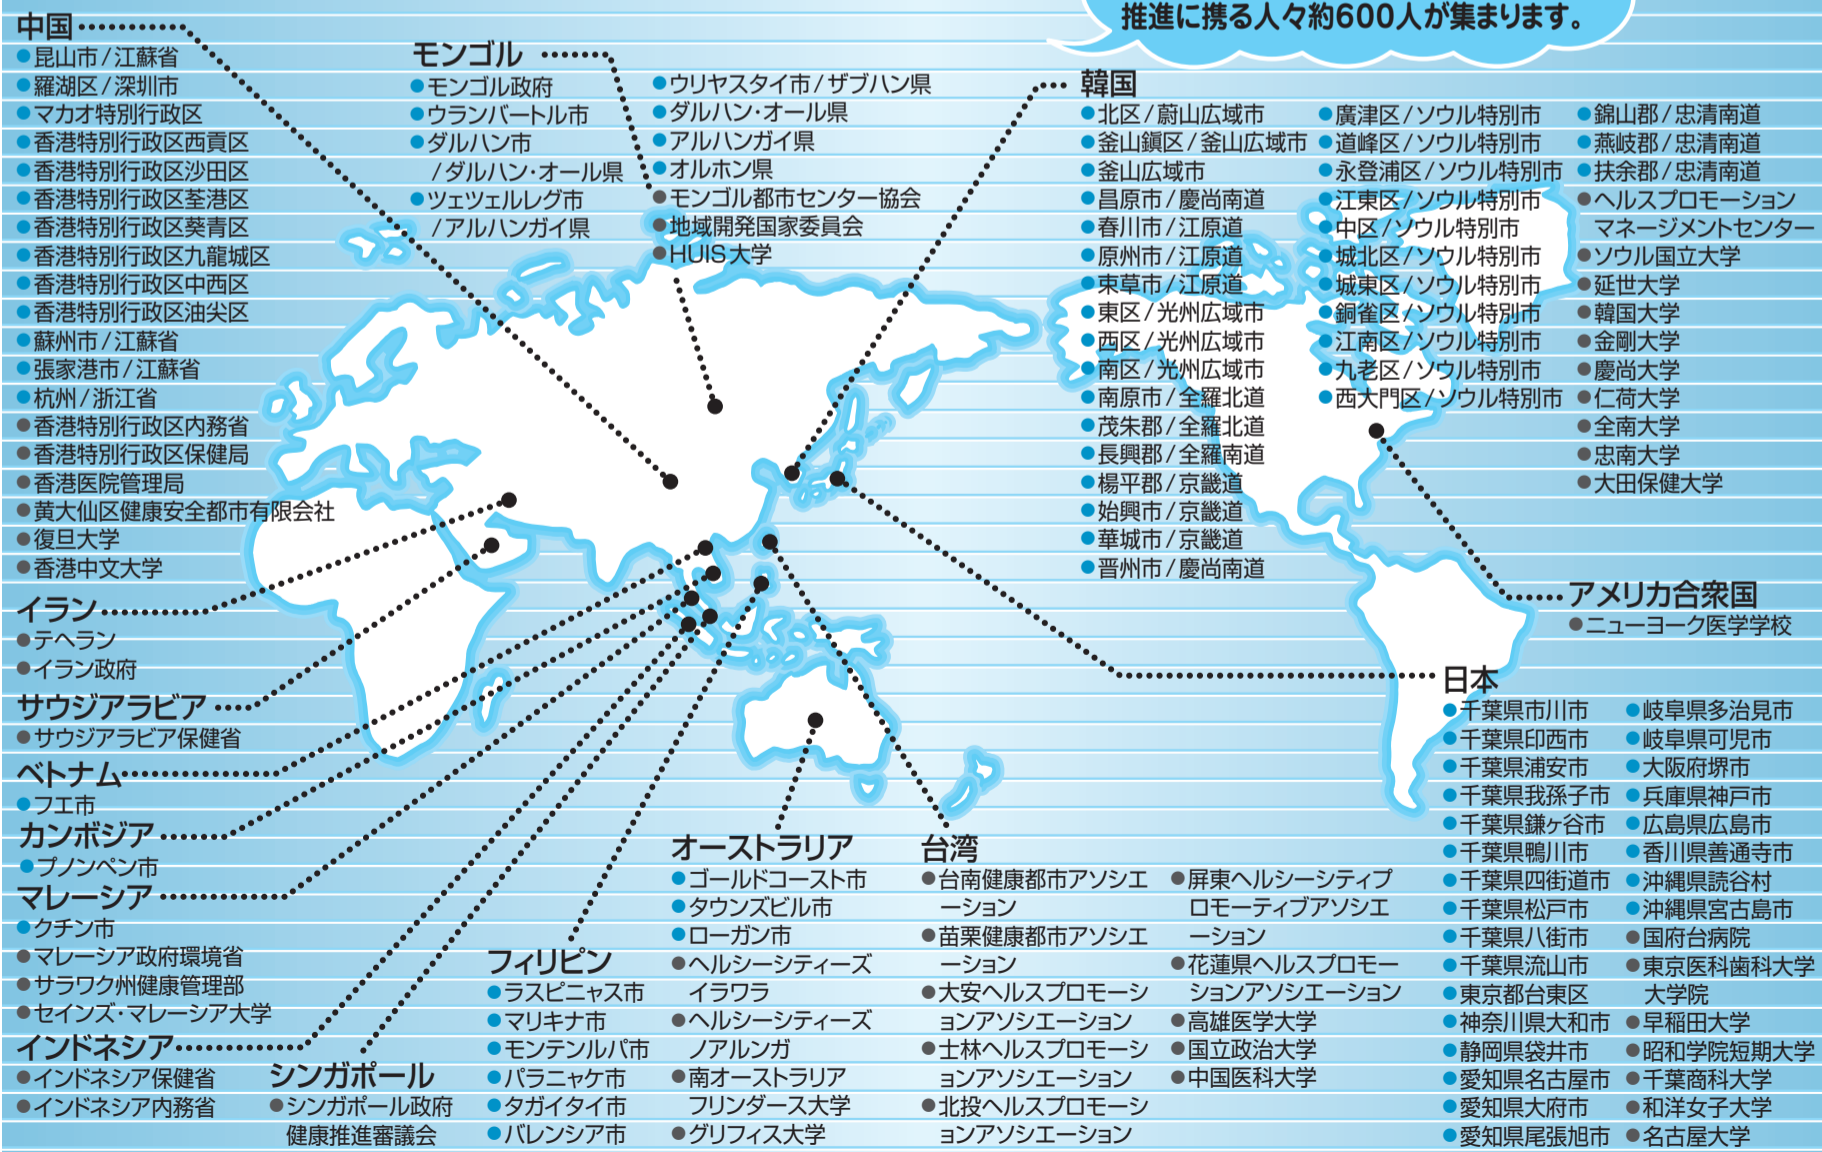 推進に携る人々約600人が集まります。
中国
●昆山市/江蘇省
●羅湖区/深圳市
●マカオ特別行政区
●香港特別行政区西貢区
●香港特別行政区沙田区
●香港特別行政区荃港区
●香港特別行政区葵青区
●香港特別行政区九龍城区
●香港特別行政区中西区
●香港特別行政区油尖区
●蘇州市/江蘇省
●張家港市/江蘇省
●杭州/浙江省
●香港特別行政区内務省
●香港特別行政区保健局
●香港医院管理局
●黄大仙区健康安全都市有限会社
●復旦大学
●香港中文大学
モンゴル
●モンゴル政府
●ウランバートル市
●ダルハン市
/ダルハン・オール県
●ツェツェルレグ市
/アルハンガイ県
●ウリヤスタイ市/ザブハン県
●ダルハン・オール県
●アルハンガイ県
●オルホン県
●モンゴル都市センター協会
●地域開発国家委員会
●HUIS大学
韓国
●北区/蔚山広域市
●釜山鎮区/釜山広域市
●釜山広域市
●昌原市/慶尚南道
●春川市/江原道
●原州市/江原道
●束草市/江原道
●東区/光州広域市
●西区/光州広域市
●南区/光州広域市
●南原市/全羅北道
●茂朱郡/全羅北道
●長興郡/全羅南道
●楊平郡/京畿道
●始興市/京畿道
●華城市/京畿道
●晋州市/慶尚南道
●廣津区/ソウル特別市
●道峰区/ソウル特別市
●永登浦区/ソウル特別市
●江東区/ソウル特別市
●中区/ソウル特別市
●城北区/ソウル特別市
●城東区/ソウル特別市
●銅雀区/ソウル特別市
●江南区/ソウル特別市
●九老区/ソウル特別市
●西大門区/ソウル特別市
●錦山郡/忠清南道
●燕岐郡/忠清南道
●扶余郡/忠清南道
●ヘルスプロモーション
マネージメントセンター
●ソウル国立大学
●延世大学
●韓国大学
●金剛大学
●慶尚大学
●仁荷大学
●全南大学
●忠南大学
●大田保健大学
イラン
●テヘラン
●イラン政府
サウジアラビア
●サウジアラビア保健省
ベトナム
●フエ市
カンボジア
●プノンペン市
マレーシア
●クチン市
●マレーシア政府環境省
●サラワク州健康管理部
●セインズ・マレーシア大学
インドネシア
●インドネシア保健省
●インドネシア内務省
シンガポール
●シンガポール政府
健康推進審議会
フィリピン
●ラスピニャス市
●マリキナ市
●モンテンルパ市
●パラニャケ市
●タガイタイ市
●バレンシア市
オーストラリア
●ゴールドコースト市
●タウンズビル市
●ローガン市
●ヘルシーシティーズ
イラワラ
●ヘルシーシティーズ
ノアルンガ
●南オーストラリア
フリンダース大学
●グリフィス大学
台湾
●台南健康都市アソシエ
ーション
●苗栗健康都市アソシエ
ーション
●大安ヘルスプロモーシ
ョンアソシエーション
●士林ヘルスプロモーシ
ョンアソシエーション
●北投ヘルスプロモーシ
ョンアソシエーション
●屏東ヘルシーシティプ
ロモーティブアソシエ
ーション
●花蓮県ヘルスプロモー
ションアソシエーション
●高雄医学大学
●国立政治大学
●中国医科大学
アメリカ合衆国
●ニューヨーク医学学校
日本
●千葉県市川市
●千葉県印西市
●千葉県浦安市
●千葉県我孫子市
●千葉県鎌ヶ谷市
●千葉県鴨川市
●千葉県四街道市
●千葉県松戸市
●千葉県八街市
●千葉県流山市
●東京都台東区
●神奈川県大和市
●静岡県袋井市
●愛知県名古屋市
●愛知県大府市
●愛知県尾張旭市
●岐阜県多治見市
●岐阜県可児市
●大阪府堺市
●兵庫県神戸市
●広島県広島市
●香川県善通寺市
●沖縄県読谷村
●沖縄県宮古島市
●国府台病院
●東京医科歯科大学
大学院
●早稲田大学
●昭和学院短期大学
●千葉商科大学
●和洋女子大学
●名古屋大学